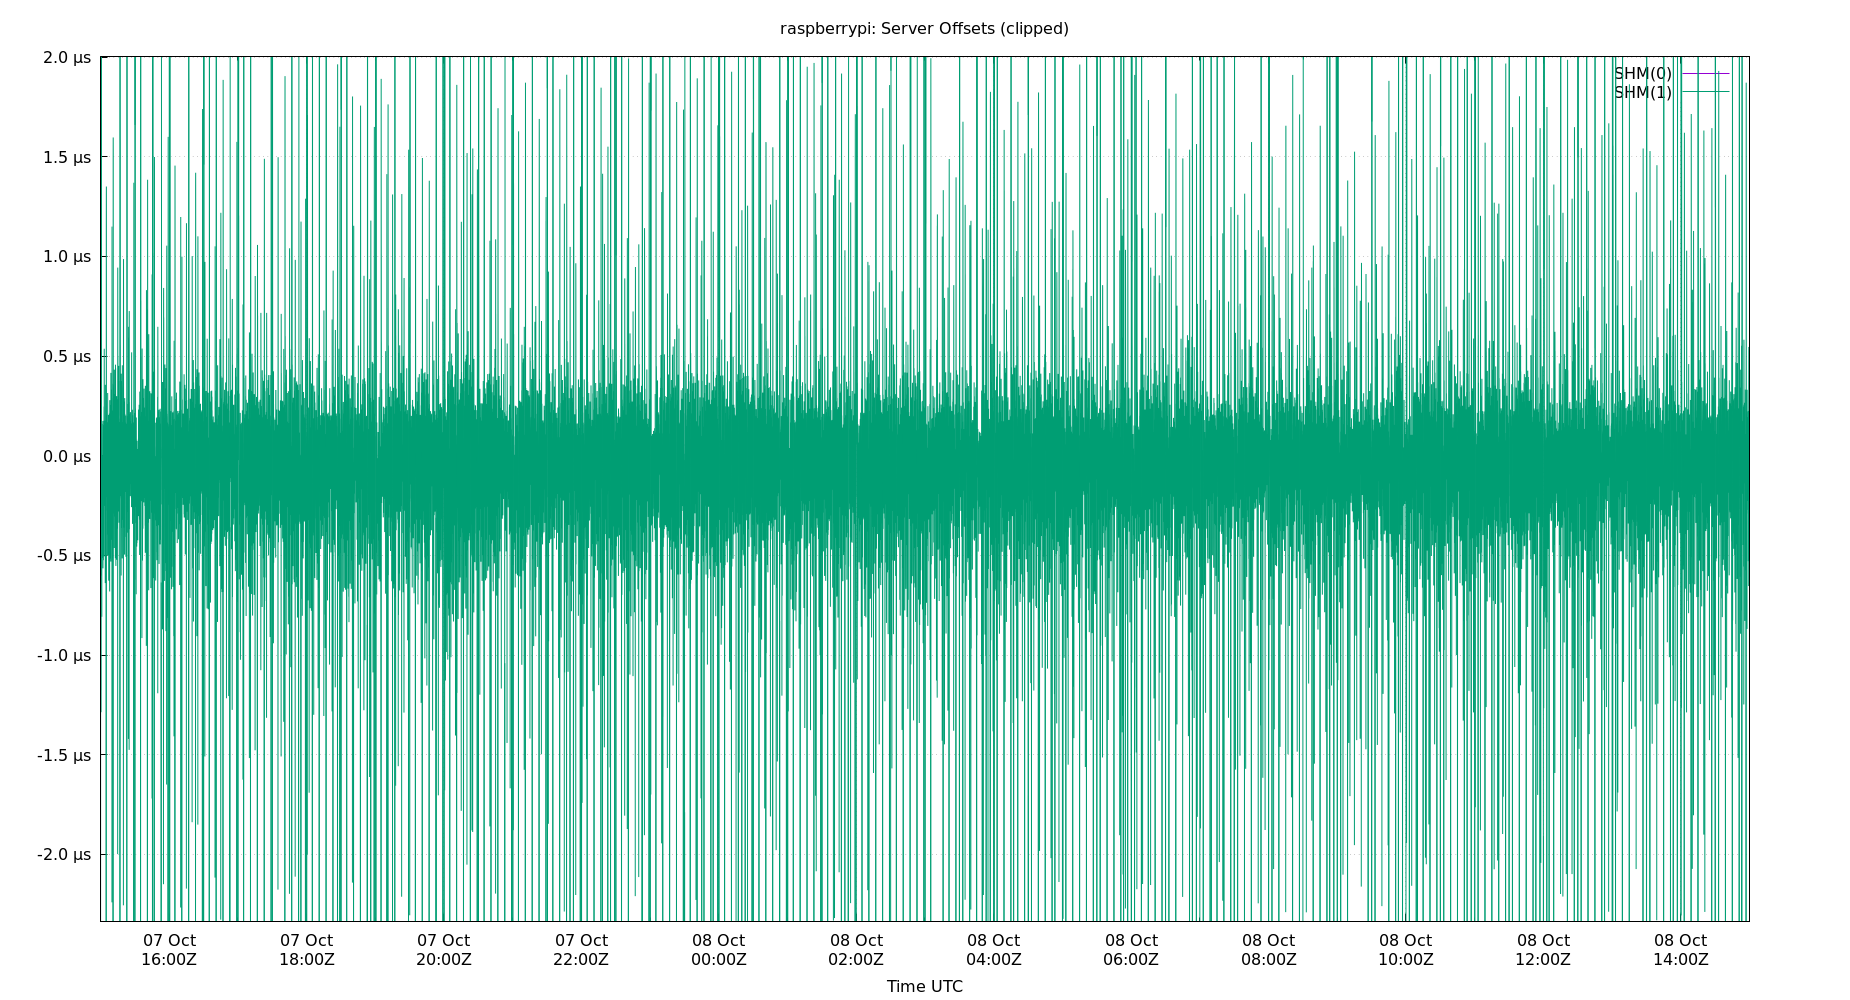 raspberrypi: Server Offsets (clipped)
2.0 µs
SHM(0)
SHM(1)
1.5 µs
1.0 µs
0.5 µs
0.0 µs
-0.5 µs
-1.0 µs
-1.5 µs
-2.0 µs
07 Oct 07 Oct 07 Oct 07 Oct 08 Oct 08 Oct 08 Oct 08 Oct 08 Oct 08 Oct 08 Oct 08 Oct
16:00Z 18:00Z 20:00Z 22:00Z 00:00Z 02:00Z 04:00Z 06:00Z 08:00Z 10:00Z 12:00Z 14:00Z
Time UTC